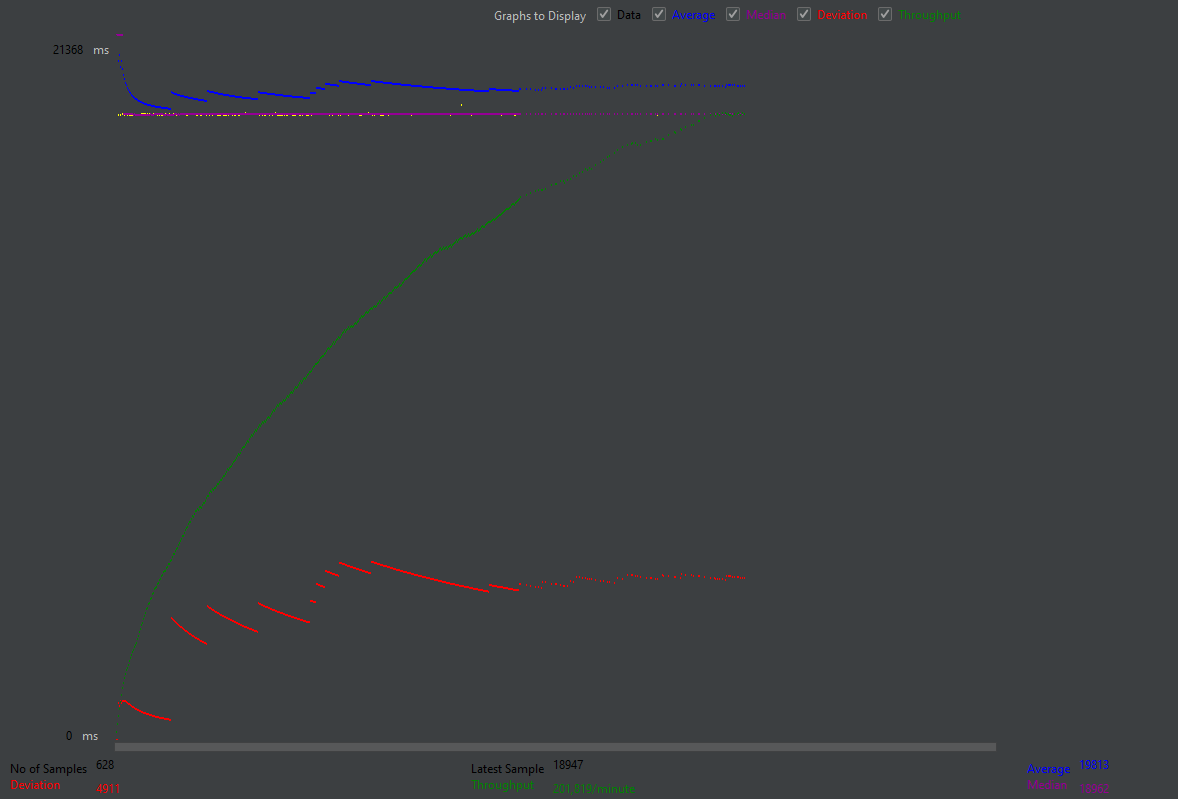 Graphs to Display Data Average Median Deviation Throughput
21368 ms
0 ms
No of Samples 628 Latest Sample 18947 Average 19813
Deviation 4911 Throughput 201,819/minute Median